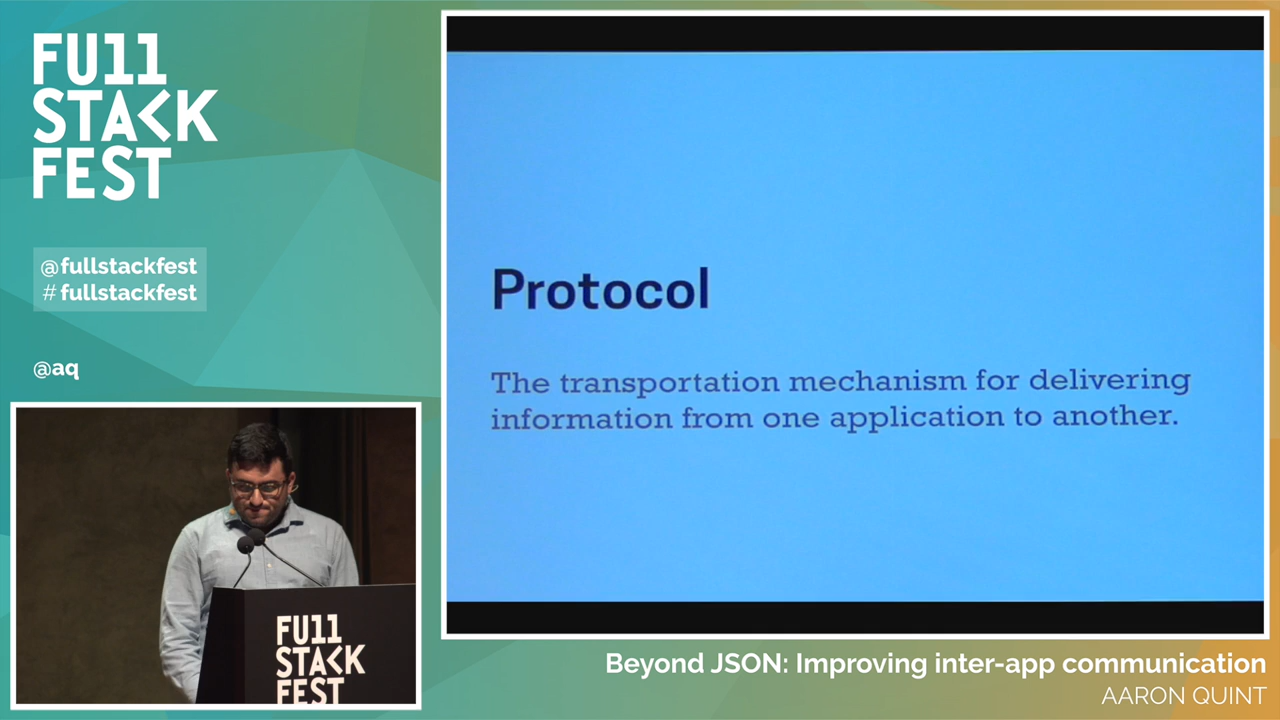 FU11
STACK
FEST
@fullstackfest
# fullstackfest
@aq
Protocol
The transportation mechanism for delivering
information from one application to another.
FU11
STACK
FEST
Beyond JSON: Improving inter-app communication
AARON QUINT